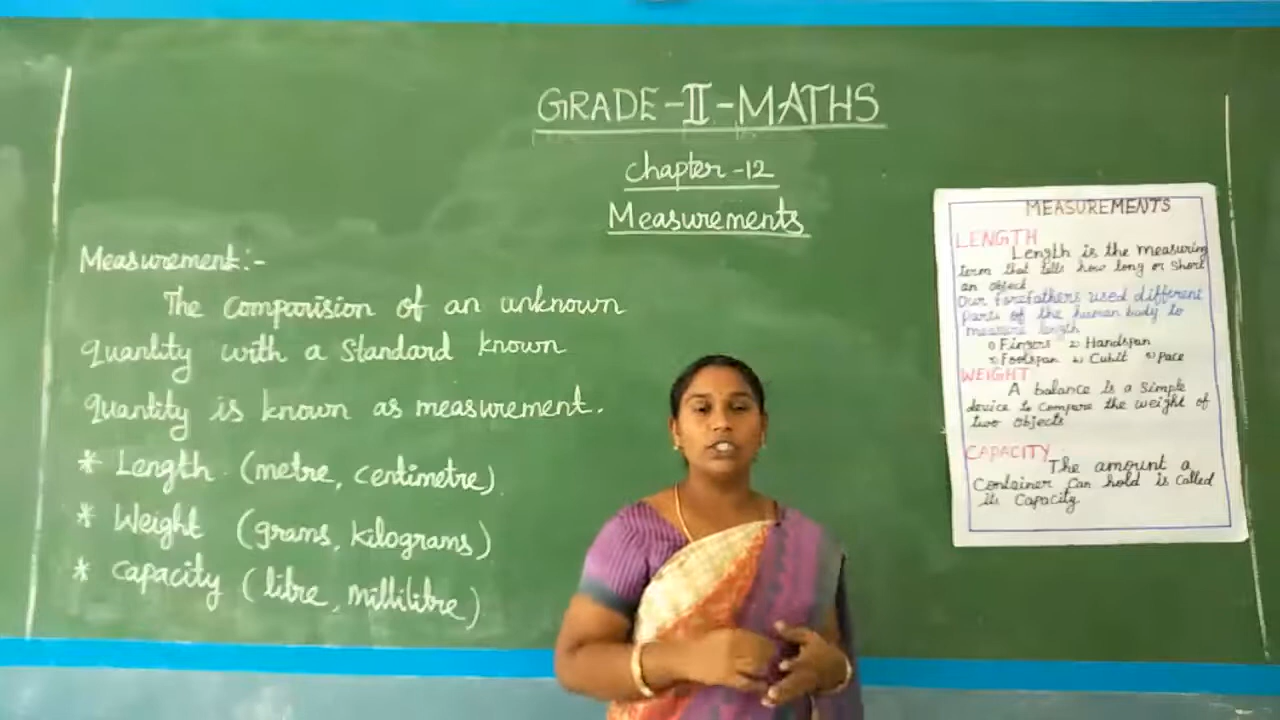 GRADE-II-MATHS
Chapter -12
Measurements
Measurement:-
The Comparision of an unknown
quantity with a Standard known
quantity is known as measurement.
* Length (metre, centimetre)
* Weight (grams, kilograms)
* Capacity (litre, millilitre)
MEASUREMENTS
LENGTH
Length is the measuring
term that tells how long or short
an object
Our forefathers used different
parts of the human body to
measure length
1) Fingers 2) Handspan
3) Footspan 4) Cubit 5) Pace
WEIGHT
A balance is a simple
device to compare the weight of
two objects
CAPACITY
The amount a
Container can hold is called
its Capacity